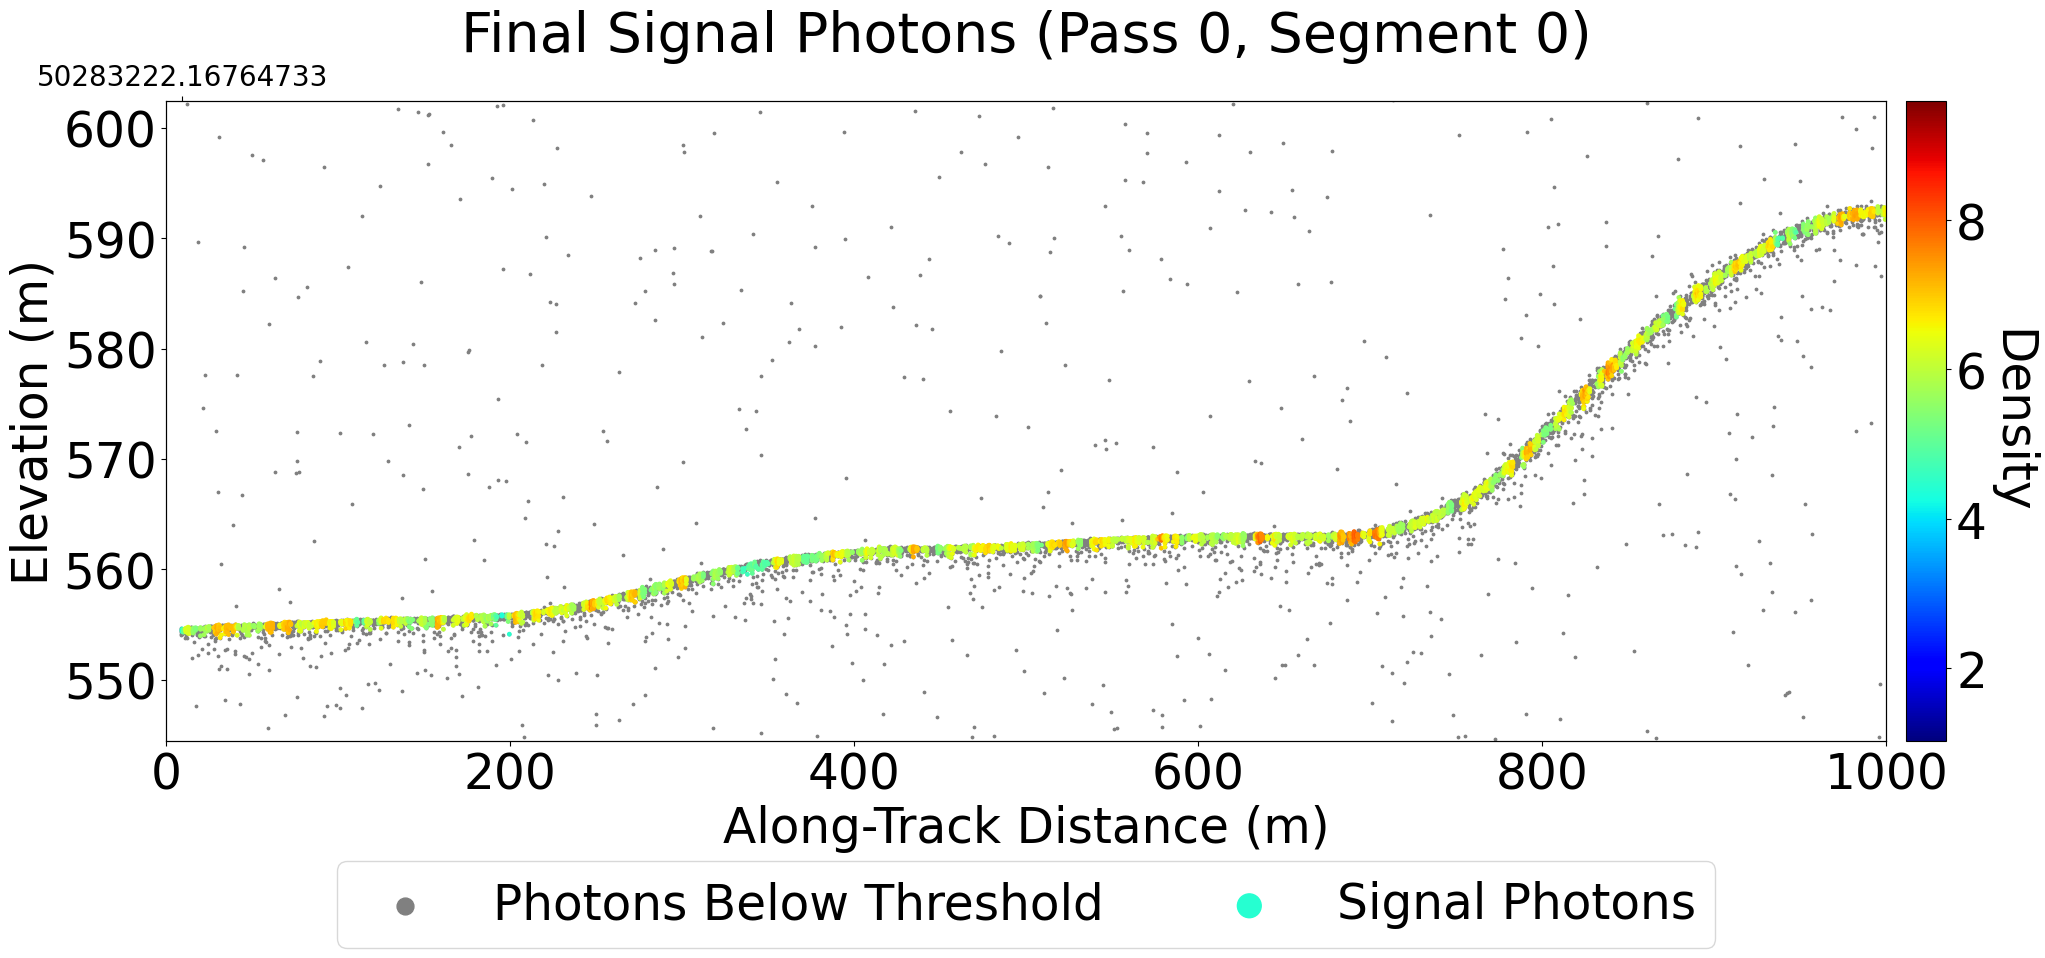 Final Signal Photons (Pass 0, Segment 0)
50283222.16764733
600
590
580
570
560
550
Elevation (m)
0 200 400 600 800 1000
Along-Track Distance (m)
8
6
4
2
Density
Photons Below Threshold Signal Photons